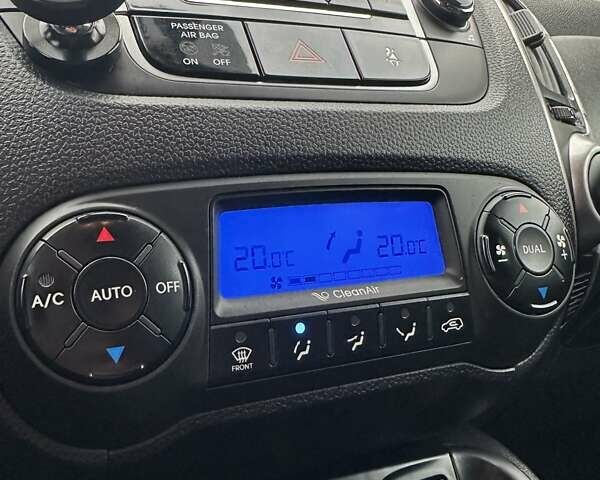 PASSENGER
AIR BAG
ON OFF
20.0°C 20.0°C
CleanAir
A/C AUTO OFF
DUAL
FRONT